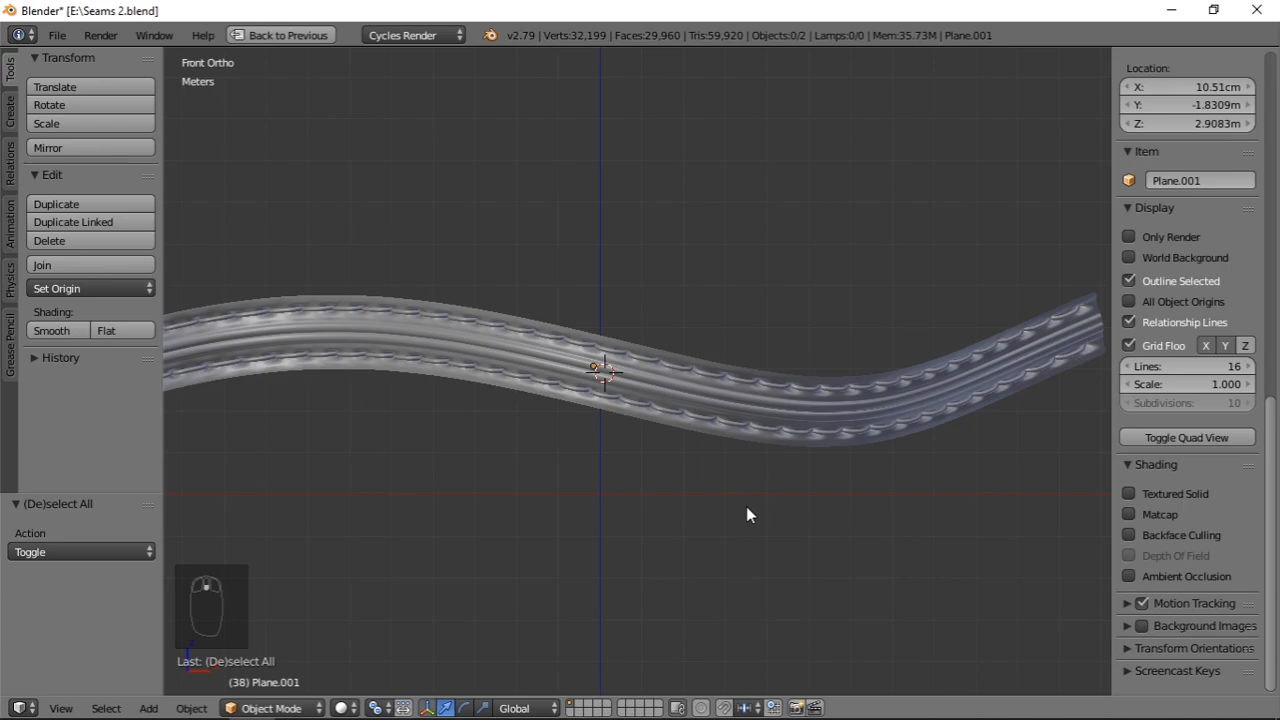 Blender* [E:\Seams 2.blend]
File Render Window Help Back to Previous Cycles Render v2.79 | Verts:32,199 | Faces:29,960 | Tris:59,920 | Objects:0/2 | Lamps:0/0 | Mem:35.73M | Plane.001
Tools
Create
Relations
Animation
Physics
Grease Pencil
Transform
Translate
Rotate
Scale
Mirror
Edit
Duplicate
Duplicate Linked
Delete
Join
Set Origin
Shading:
Smooth Flat
History
(De)select All
Action
Toggle
Front Ortho
Meters
Last: (De)select All
(38) Plane.001
Location:
X: 10.51cm
Y: -1.8309m
Z: 2.9083m
Item
Plane.001
Display
Only Render
World Background
Outline Selected
All Object Origins
Relationship Lines
Grid Floo X Y Z
Lines: 16
Scale: 1.000
Subdivisions: 10
Toggle Quad View
Shading
Textured Solid
Matcap
Backface Culling
Depth Of Field
Ambient Occlusion
Motion Tracking
Background Images
Transform Orientations
Screencast Keys
View Select Add Object Object Mode Global